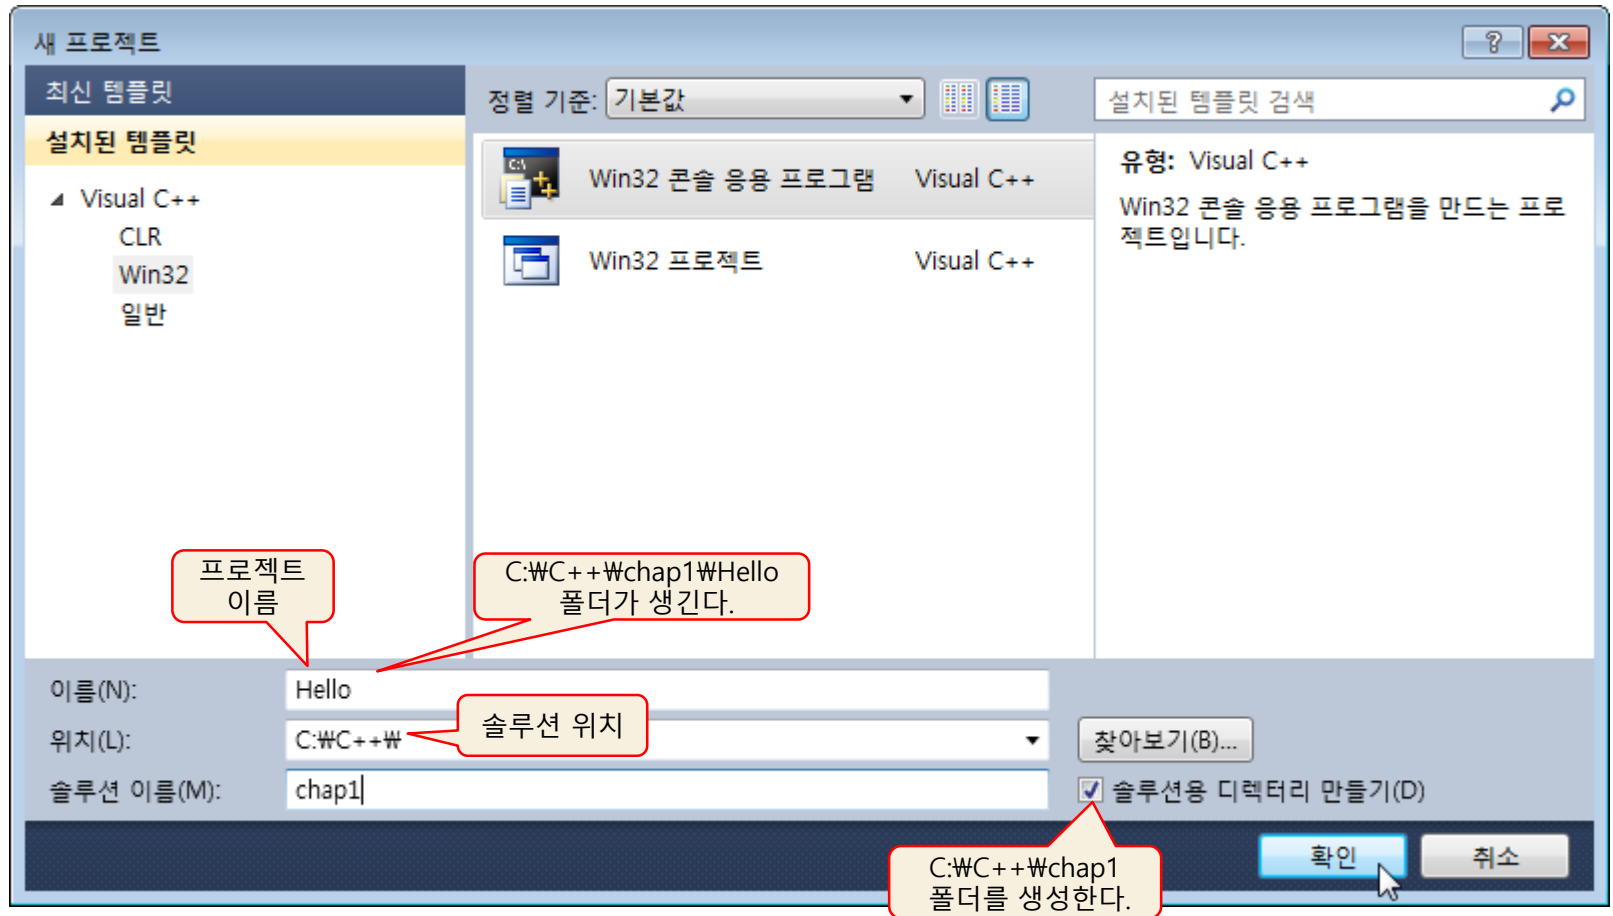 새 프로젝트
최신 템플릿
설치된 템플릿
Visual C++
CLR
Win32
일반
정렬 기준: 기본값
설치된 템플릿 검색
Win32 콘솔 응용 프로그램 Visual C++
Win32 프로젝트 Visual C++
유형: Visual C++
Win32 콘솔 응용 프로그램을 만드는 프로
젝트입니다.
프로젝트
이름
C:₩C++₩chap1₩Hello
폴더가 생긴다.
이름(N): Hello
솔루션 위치
위치(L): C:₩C++₩
찾아보기(B)...
솔루션 이름(M): chap1
솔루션용 디렉터리 만들기(D)
C:₩C++₩chap1
폴더를 생성한다.
확인
취소